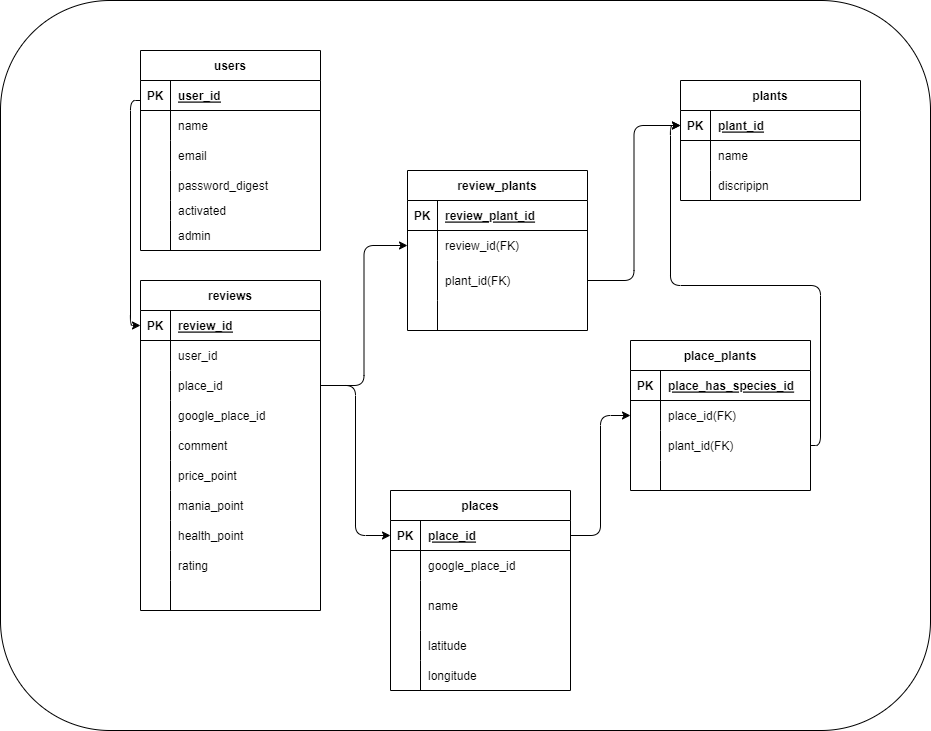 users
PK user_id
name
email
password_digest
activated
admin
reviews
PK review_id
user_id
place_id
google_place_id
comment
price_point
mania_point
health_point
rating
review_plants
PK review_plant_id
review_id(FK)
plant_id(FK)
places
PK place_id
google_place_id
name
latitude
longitude
plants
PK plant_id
name
discripipn
place_plants
PK place_has_species_id
place_id(FK)
plant_id(FK)